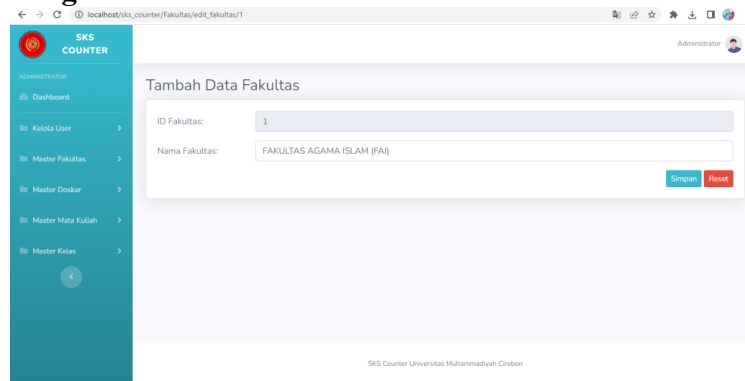 localhost/sks_counter/Fakultas/edit_fakultas/1
SKS
COUNTER
Administrator
ADMINISTRATOR
Dashboard
Kelola User
Master Fakultas
Master Doskar
Master Mata Kuliah
Master Kelas
Tambah Data Fakultas
ID Fakultas:
1
Nama Fakultas:
FAKULTAS AGAMA ISLAM (FAI)
Simpan
Reset
SKS Counter Universitas Muhammadiyah Cirebon